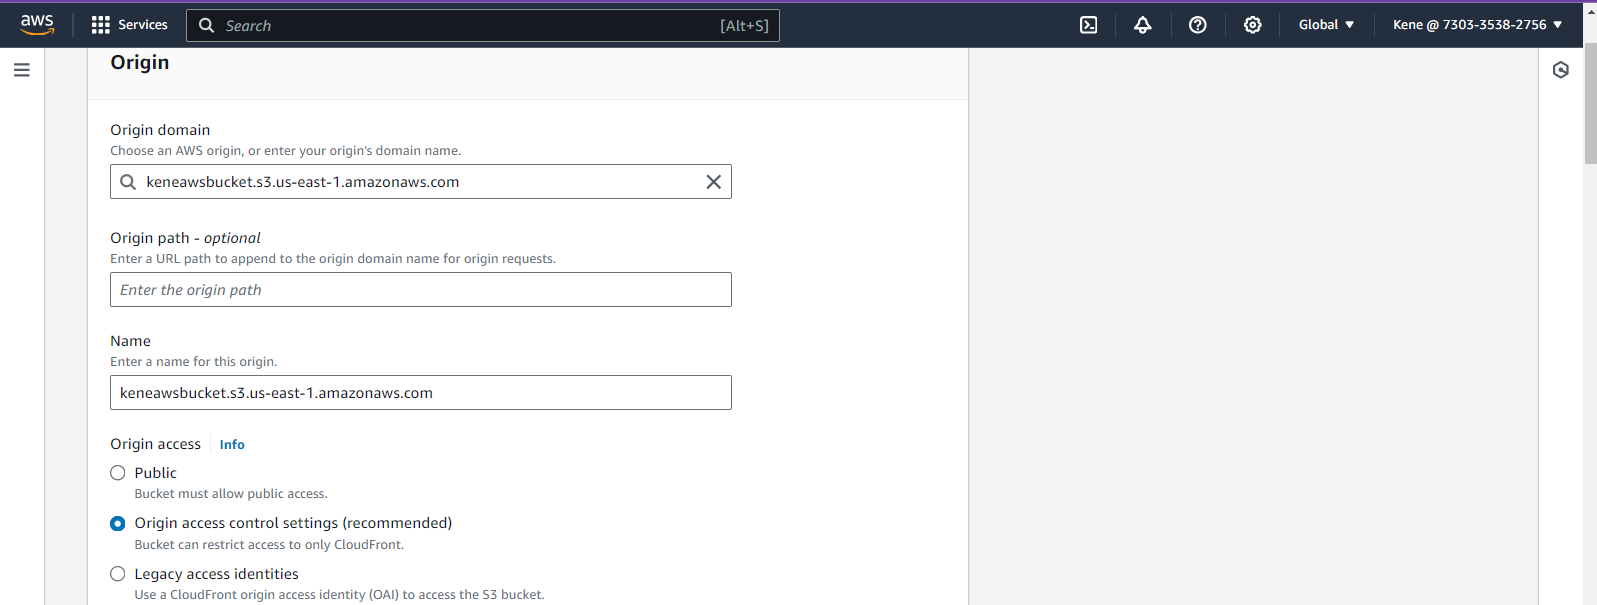 aws
Services
Search [Alt+S]
Global
Kene @ 7303-3538-2756
Origin
Origin domain
Choose an AWS origin, or enter your origin's domain name.
keneawsbucket.s3.us-east-1.amazonaws.com
Origin path - optional
Enter a URL path to append to the origin domain name for origin requests.
Enter the origin path
Name
Enter a name for this origin.
keneawsbucket.s3.us-east-1.amazonaws.com
Origin access Info
Public
Bucket must allow public access.
Origin access control settings (recommended)
Bucket can restrict access to only CloudFront.
Legacy access identities
Use a CloudFront origin access identity (OAI) to access the S3 bucket.